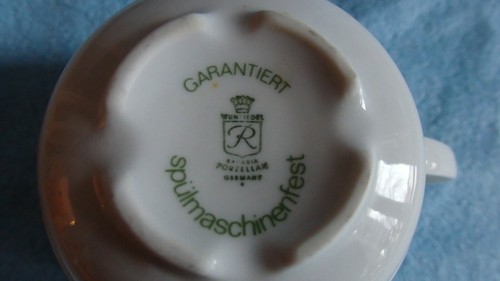 GARANTIERT
WUNSIEDEL
R
BAVARIA
PORZELLAN
GERMANY
spülmaschinenfest